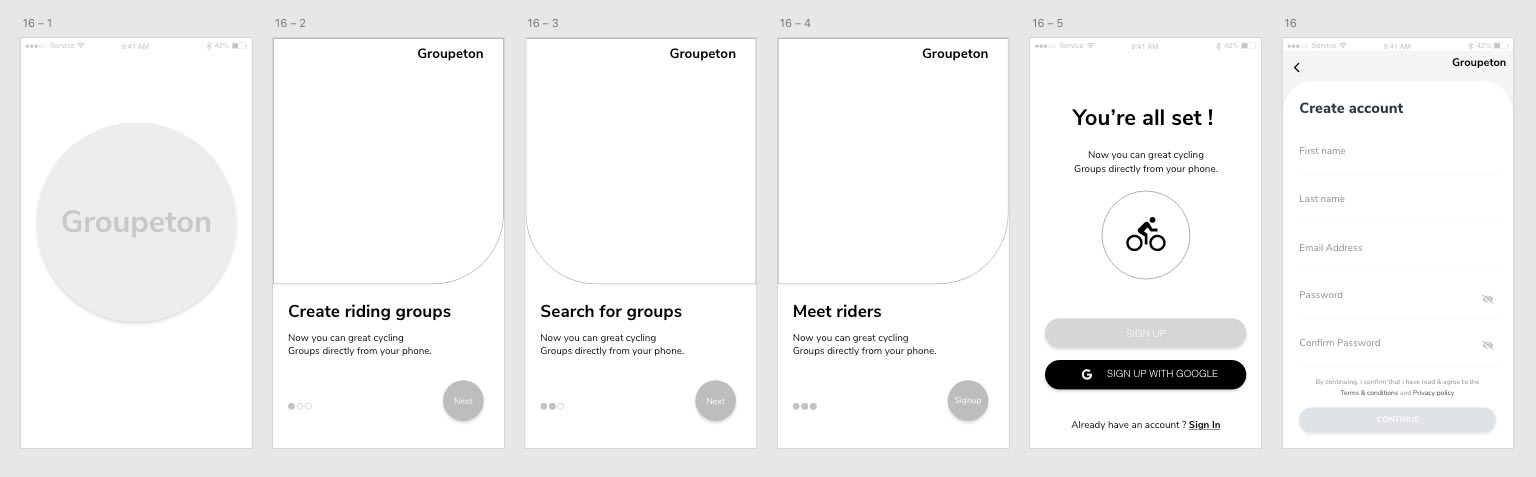 16 – 1
Service
9:41 AM
42%
Groupeton
16 – 2
Groupeton
Create riding groups
Now you can great cycling
Groups directly from your phone.
Next
16 – 3
Groupeton
Search for groups
Now you can great cycling
Groups directly from your phone.
Next
16 – 4
Groupeton
Meet riders
Now you can great cycling
Groups directly from your phone.
Signup
16 – 5
Service
9:41 AM
42%
You're all set !
Now you can great cycling
Groups directly from your phone.
SIGN UP
G SIGN UP WITH GOOGLE
Already have an account ? Sign In
16
Service
9:41 AM
42%
Groupeton
Create account
First name
Last name
Email Address
Password
Confirm Password
By continuing, I confirm that i have read & agree to the
Terms & conditions and Privacy policy
CONTINUE